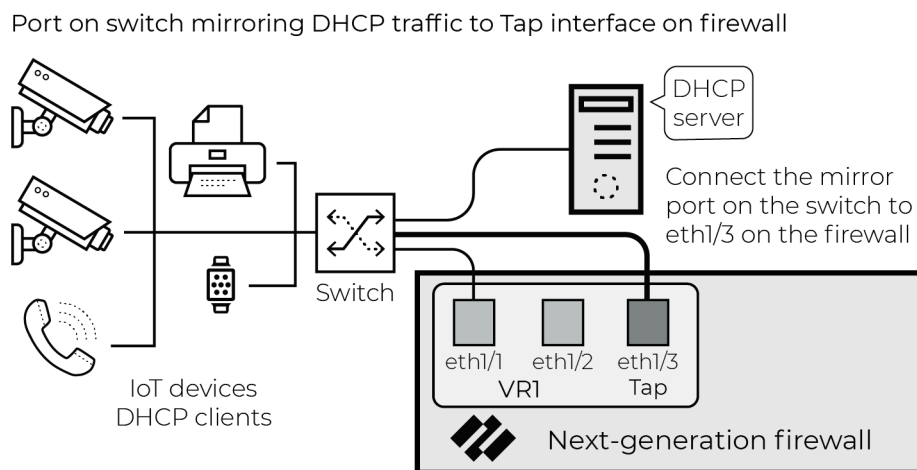 Port on switch mirroring DHCP traffic to Tap interface on firewall
DHCP
server
Connect the mirror
port on the switch to
eth1/3 on the firewall
Switch
eth1/1
eth1/2
eth1/3
VR1
Tap
IoT devices
DHCP clients
Next-generation firewall